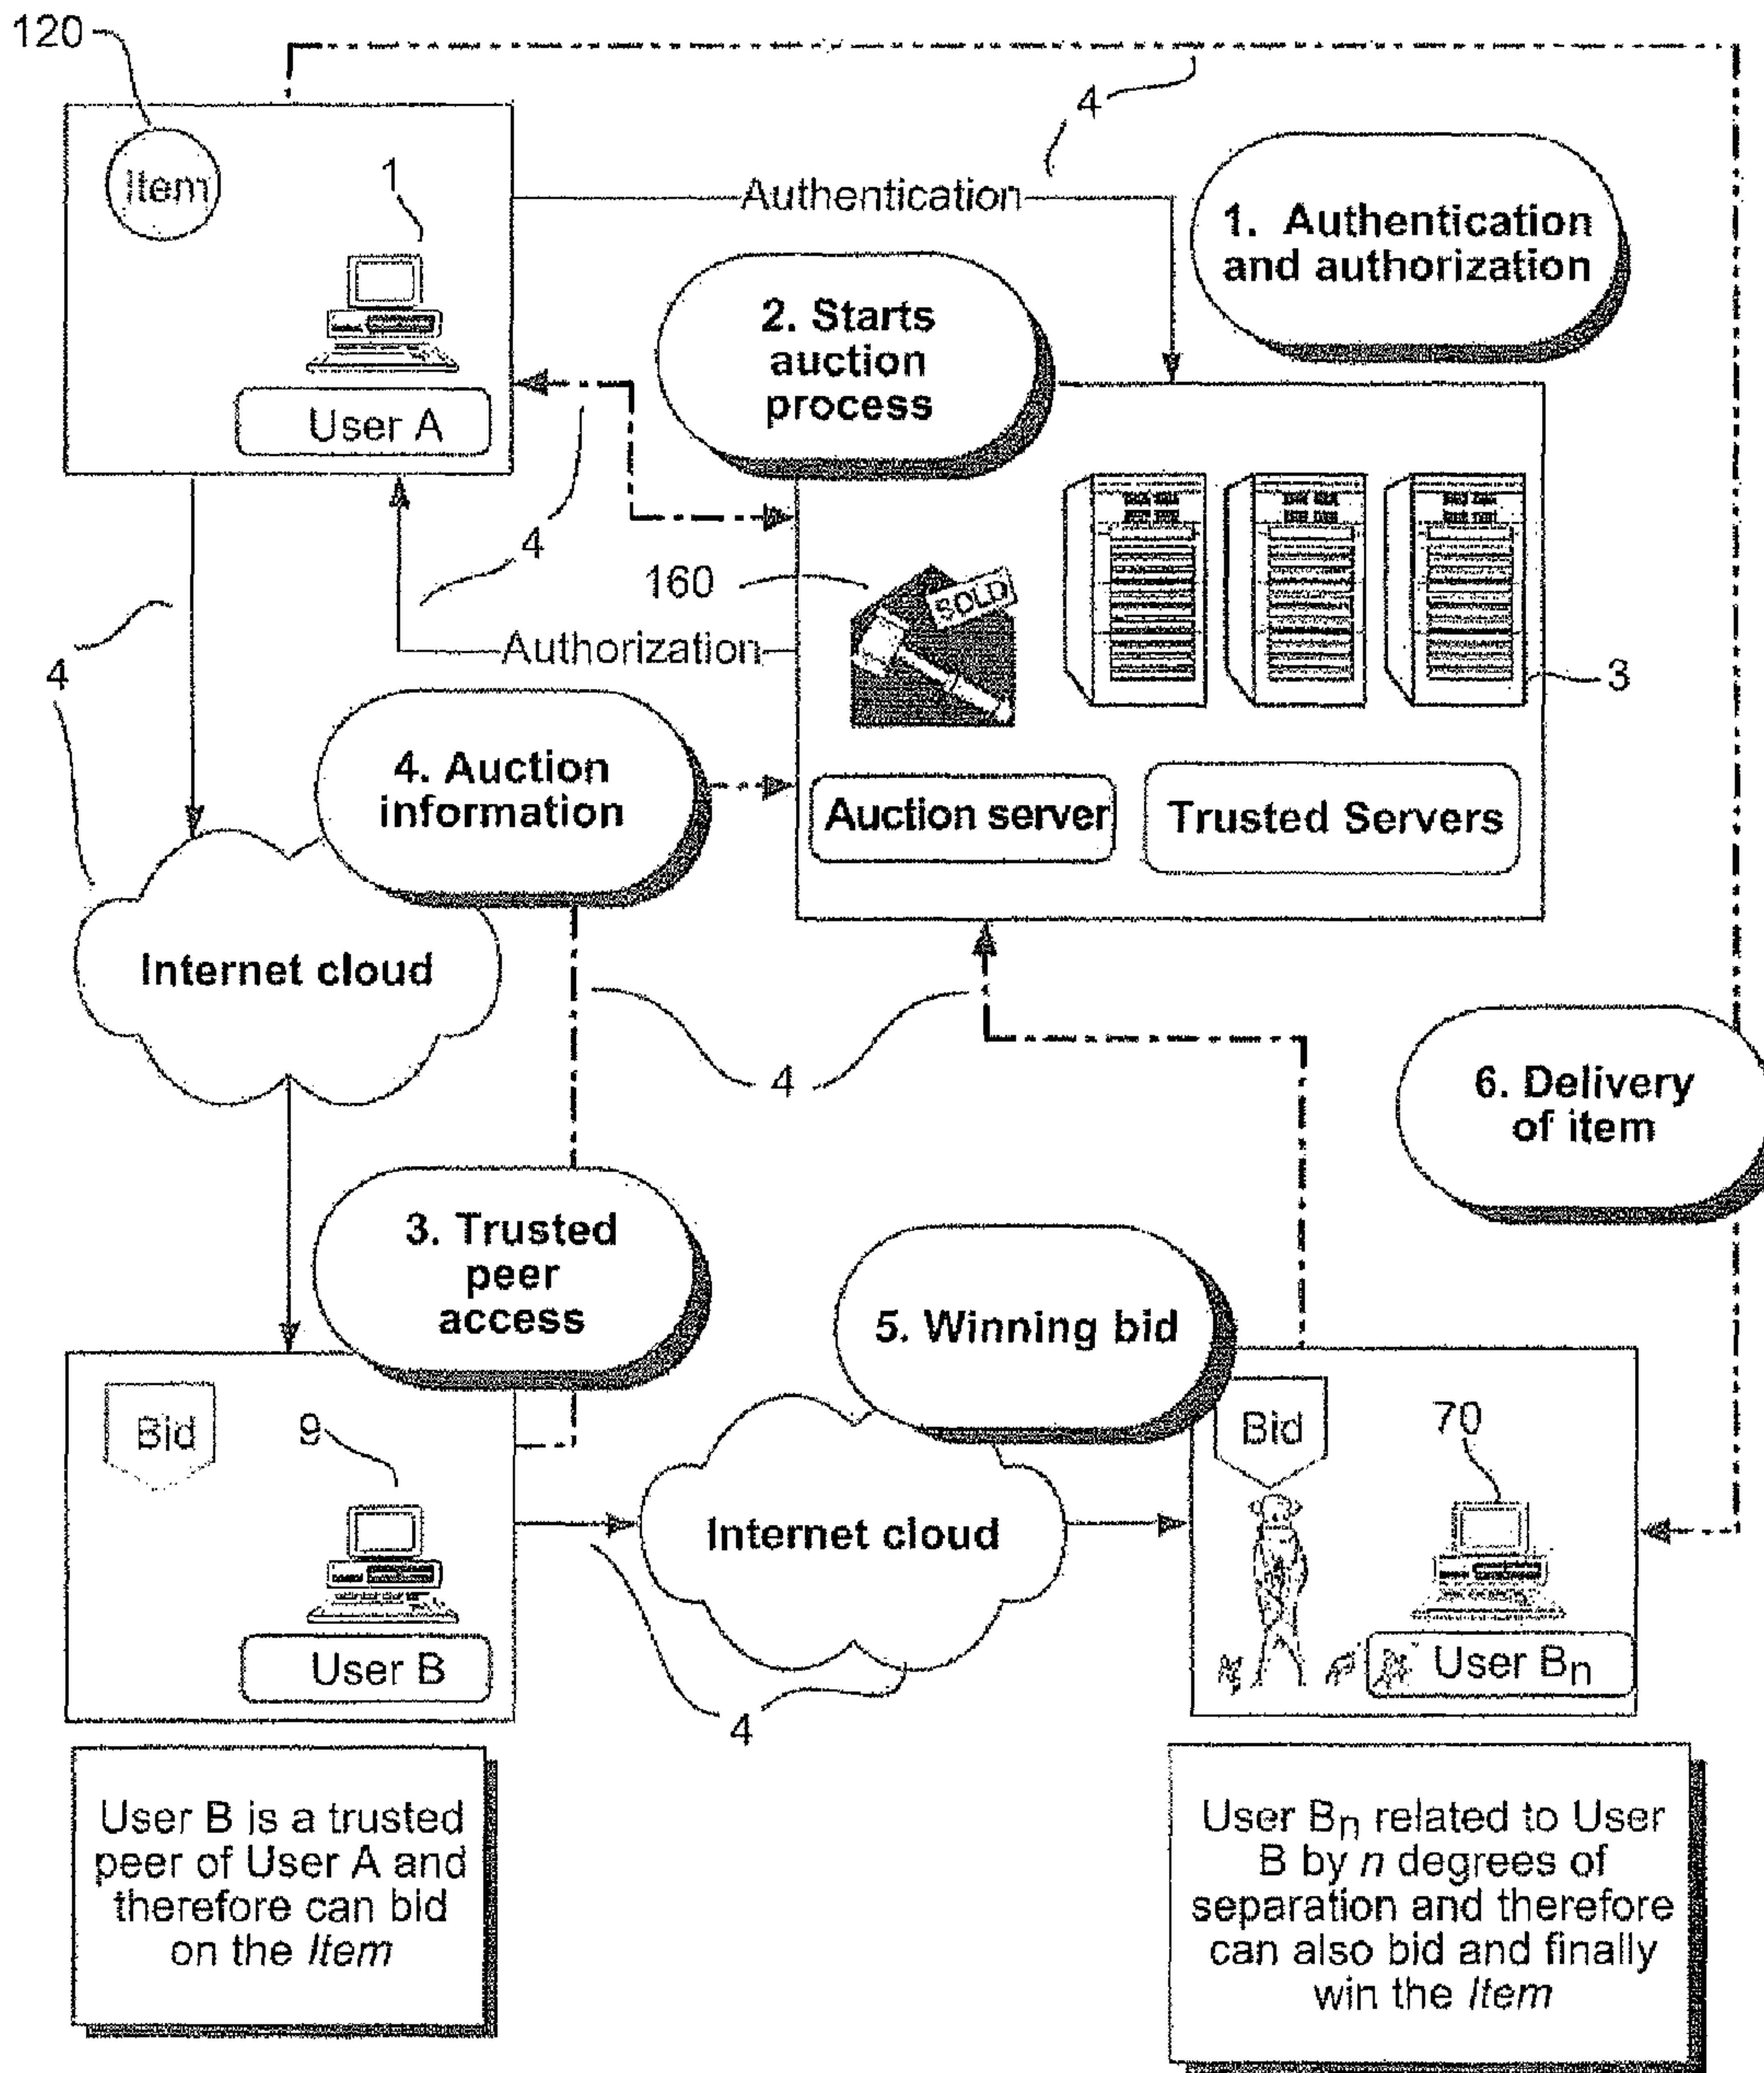 120
4
Item
1
Authentication
1. Authentication
and authorization
2. Starts
auction
process
User A
4
160
SOLD
Authorization
3
4
4. Auction
information
Auction server
Trusted Servers
Internet cloud
4
6. Delivery
of item
3. Trusted
peer
access
5. Winning bid
Bid
9
Bid
70
Internet cloud
User B
User Bn
4
User B is a trusted
peer of User A and
therefore can bid
on the Item
User Bn related to User
B by n degrees of
separation and therefore
can also bid and finally
win the Item